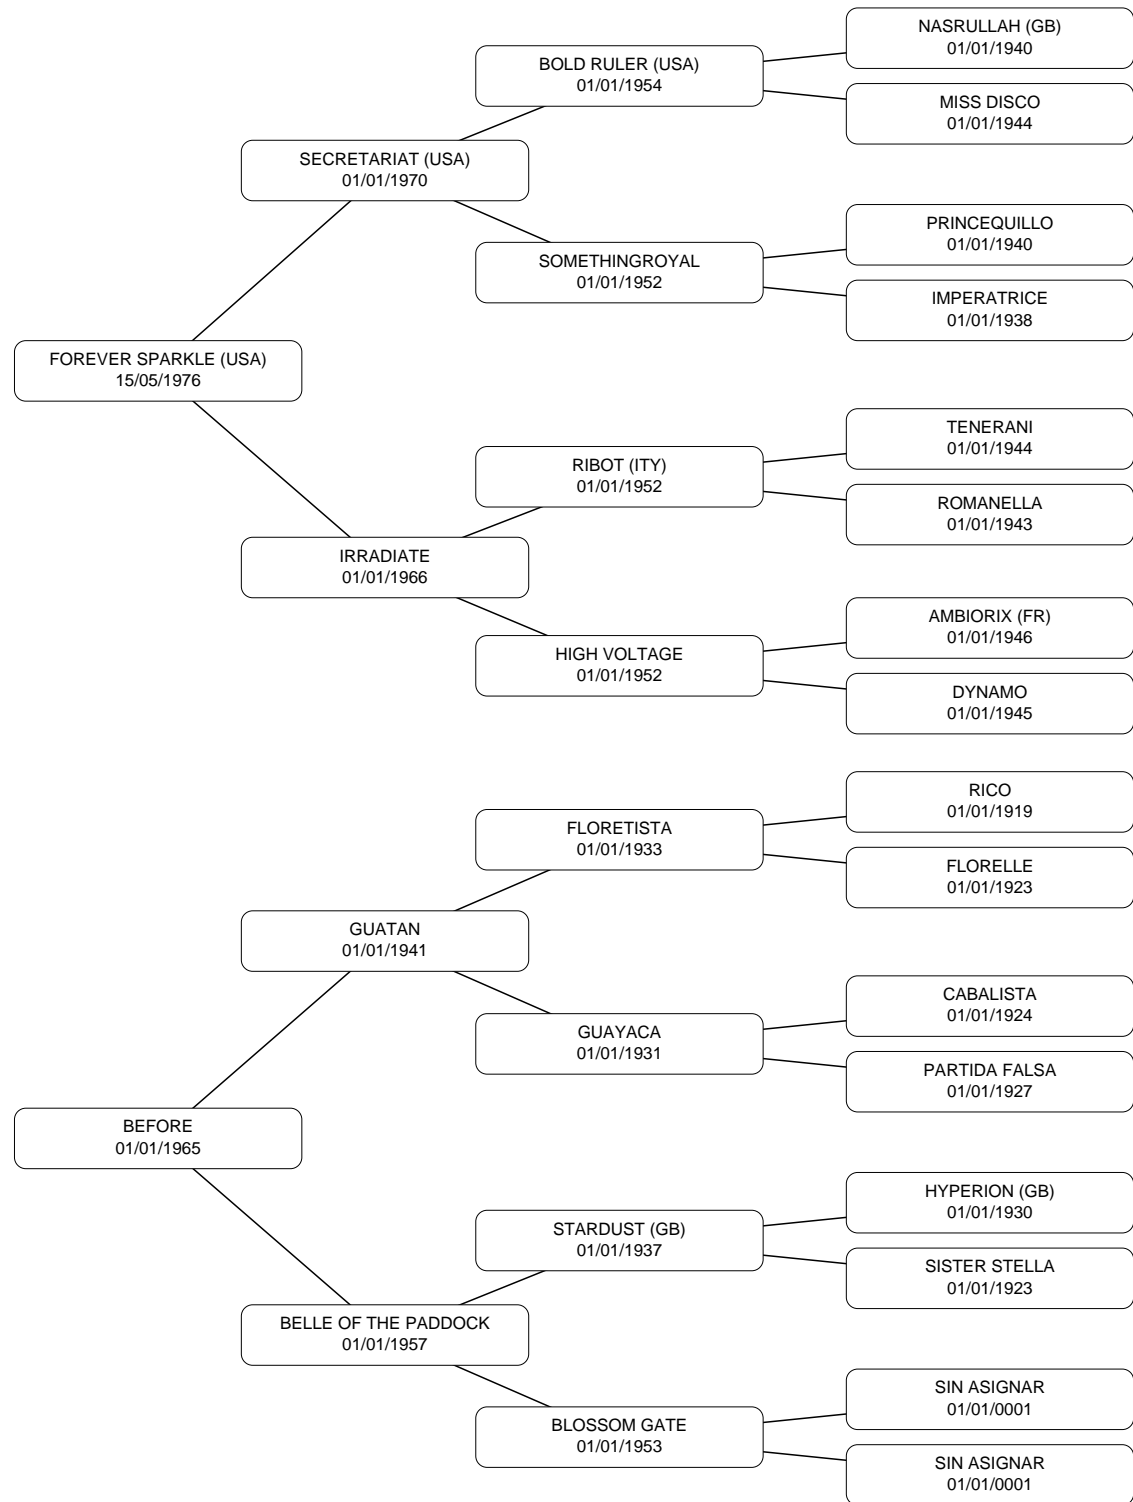 NASRULLAH (GB)
01/01/1940
BOLD RULER (USA)
01/01/1954
MISS DISCO
01/01/1944
SECRETARIAT (USA)
01/01/1970
PRINCEQUILLO
01/01/1940
SOMETHINGROYAL
01/01/1952
IMPERATRICE
01/01/1938
FOREVER SPARKLE (USA)
15/05/1976
TENERANI
01/01/1944
RIBOT (ITY)
01/01/1952
ROMANELLA
01/01/1943
IRRADIATE
01/01/1966
AMBIORIX (FR)
01/01/1946
HIGH VOLTAGE
01/01/1952
DYNAMO
01/01/1945
RICO
01/01/1919
FLORETISTA
01/01/1933
FLORELLE
01/01/1923
GUATAN
01/01/1941
CABALISTA
01/01/1924
GUAYACA
01/01/1931
PARTIDA FALSA
01/01/1927
BEFORE
01/01/1965
HYPERION (GB)
01/01/1930
STARDUST (GB)
01/01/1937
SISTER STELLA
01/01/1923
BELLE OF THE PADDOCK
01/01/1957
SIN ASIGNAR
01/01/0001
BLOSSOM GATE
01/01/1953
SIN ASIGNAR
01/01/0001